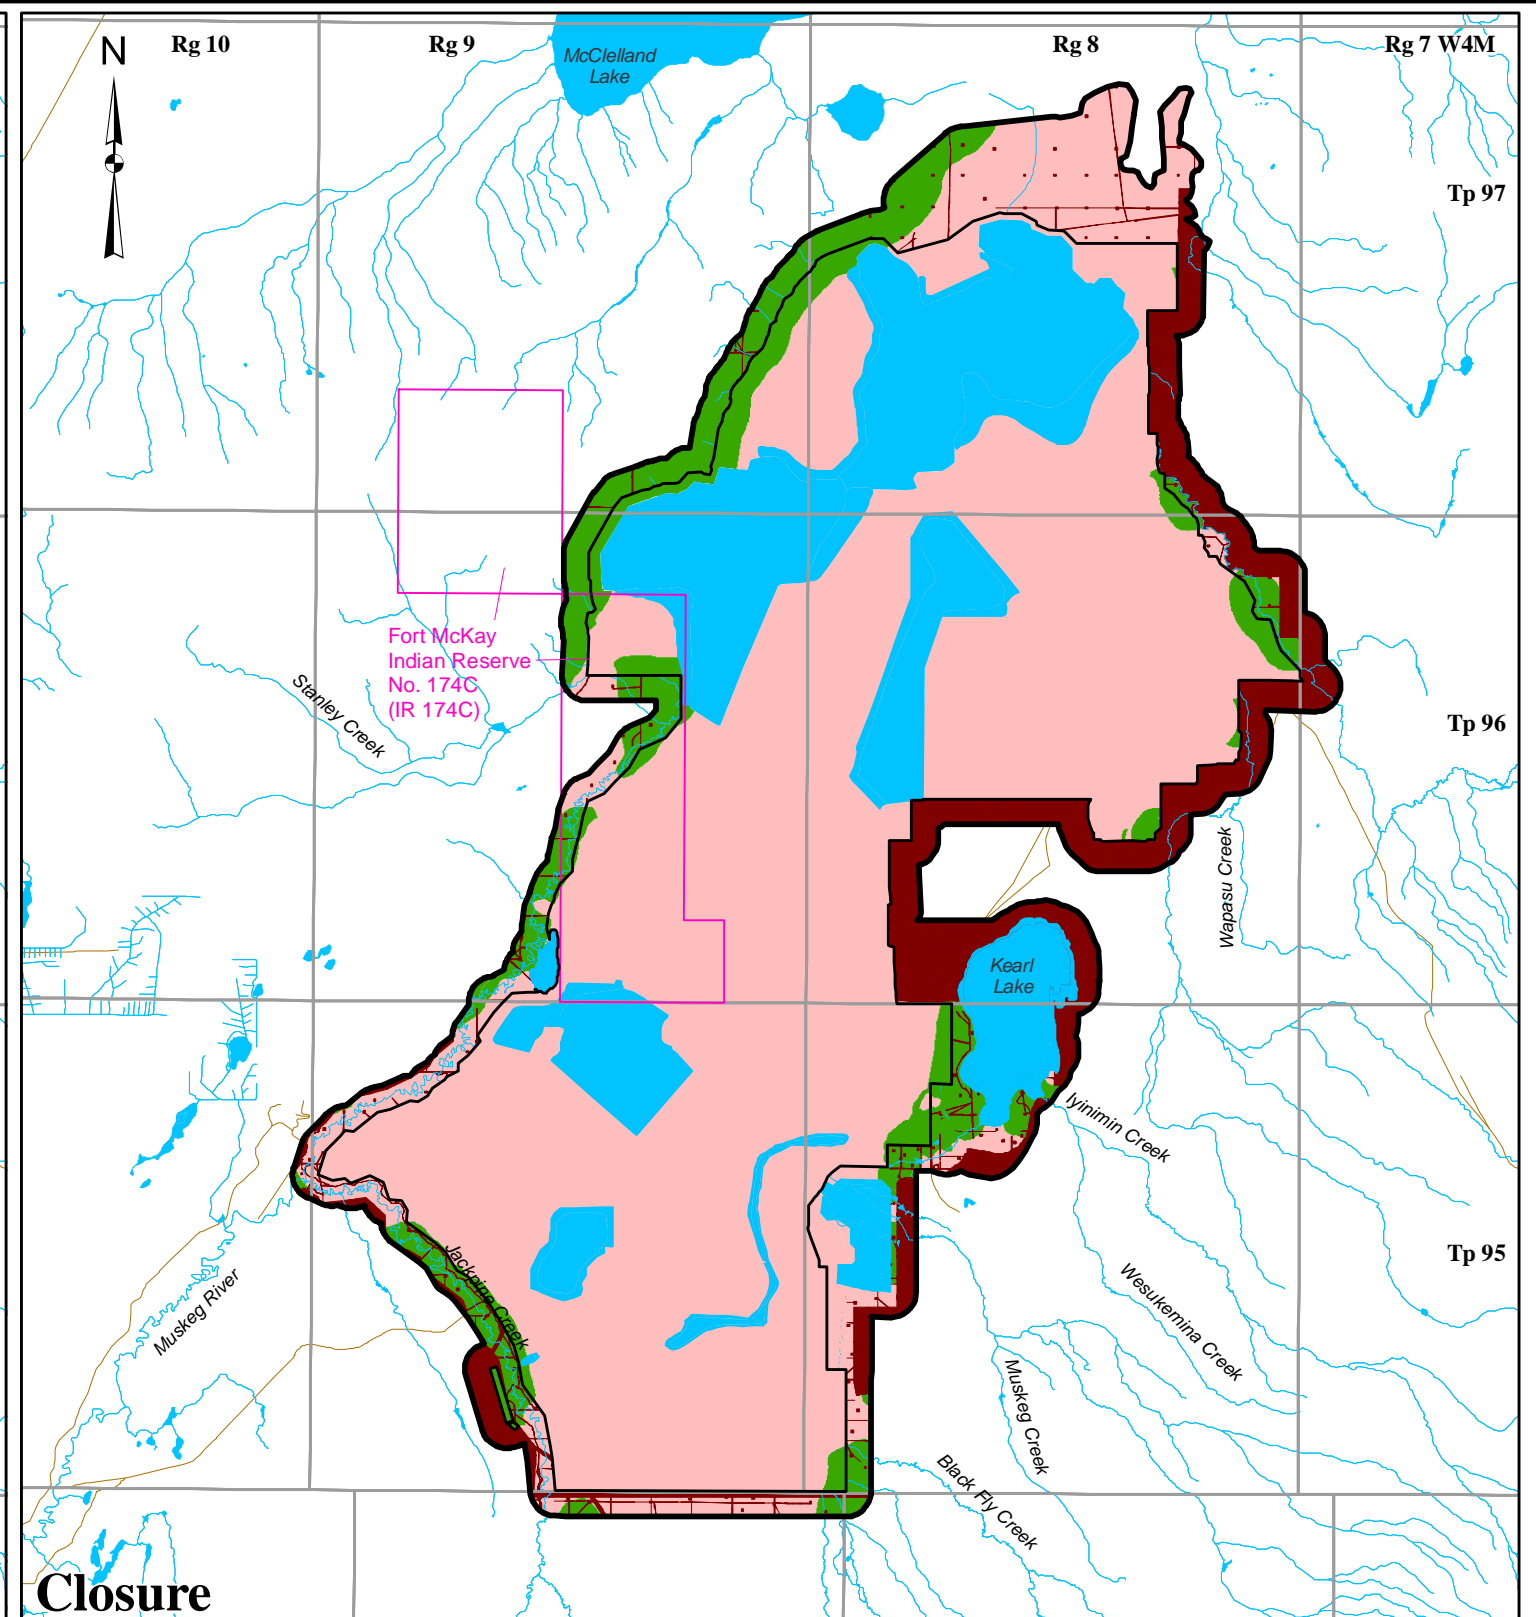 Rg 10
Rg 9
Rg 8
Rg 7 W4M
N
McClelland
Lake
Tp 97
Fort McKay
Indian Reserve
No. 174C
(IR 174C)
Stanley Creek
Tp 96
Wapasu Creek
Kearl
Lake
Iyinimin Creek
Tp 95
Jackpine Creek
Muskeg River
Wesukemina Creek
Muskeg Creek
Black Fly Creek
Closure